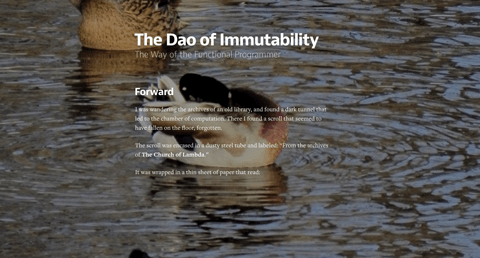 The Dao of Immutability
The Way of the Functional Programmer
Forward
I was wandering the archives of an old library, and found a dark tunnel that
led to the chamber of computation. There I found a scroll that seemed to
have fallen on the floor, forgotten.
The scroll was encased in a dusty steel tube and labeled: "From the archives
of The Church of Lambda."
It was wrapped in a thin sheet of paper that read: